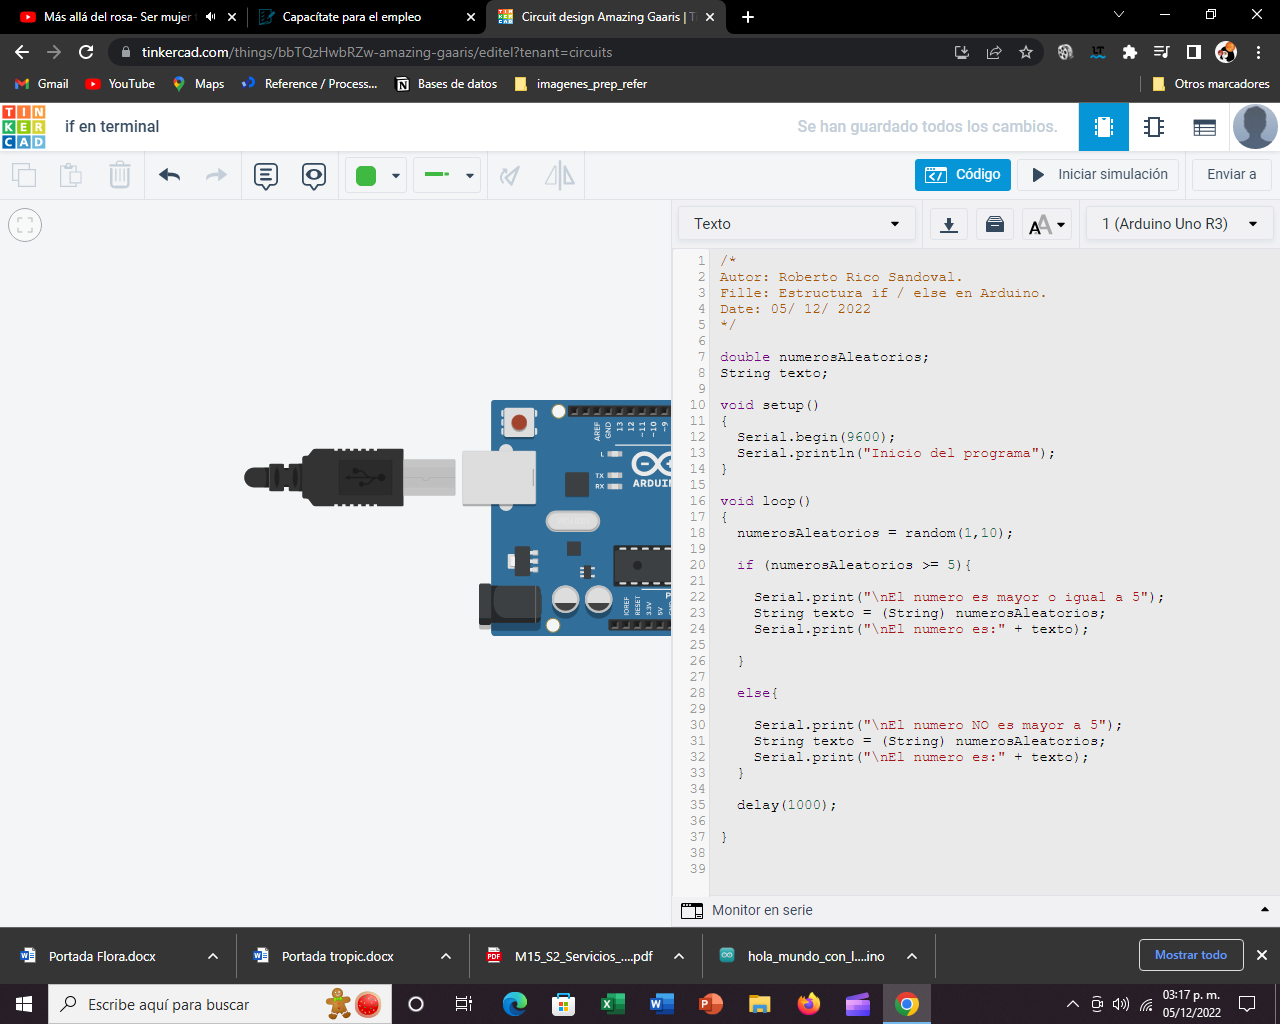 Más allá del rosa- Ser mujer
Capacítate para el empleo
Circuit design Amazing Gaaris | T
tinkercad.com/things/bbTQzHwbRZw-amazing-gaaris/editel?tenant=circuits
Gmail
YouTube
Maps
Reference / Process...
Bases de datos
imagenes_prep_refer
Otros marcadores
TINKERCAD
if en terminal
Se han guardado todos los cambios.
Código
Iniciar simulación
Enviar a
Texto
1 (Arduino Uno R3)
1 /*
2 Autor: Roberto Rico Sandoval.
3 Fille: Estructura if / else en Arduino.
4 Date: 05/ 12/ 2022
5 */
6
7 double numerosAleatorios;
8 String texto;
9
10 void setup()
11 {
12   Serial.begin(9600);
13   Serial.println("Inicio del programa");
14 }
15
16 void loop()
17 {
18   numerosAleatorios = random(1,10);
19
20   if (numerosAleatorios >= 5){
21
22     Serial.print("\nEl numero es mayor o igual a 5");
23     String texto = (String) numerosAleatorios;
24     Serial.print("\nEl numero es:" + texto);
25
26   }
27
28   else{
29
30     Serial.print("\nEl numero NO es mayor a 5");
31     String texto = (String) numerosAleatorios;
32     Serial.print("\nEl numero es:" + texto);
33   }
34
35   delay(1000);
36
37 }
38
39
AREF
GND
13
12
~11
~10
~9
L
TX
RX
ARDUIN
IOREF
RESET
3.3V
5V
Monitor en serie
Portada Flora.docx
Portada tropic.docx
M15_S2_Servicios_....pdf
hola_mundo_con_l....ino
Mostrar todo
Escribe aquí para buscar
03:17 p. m.
05/12/2022